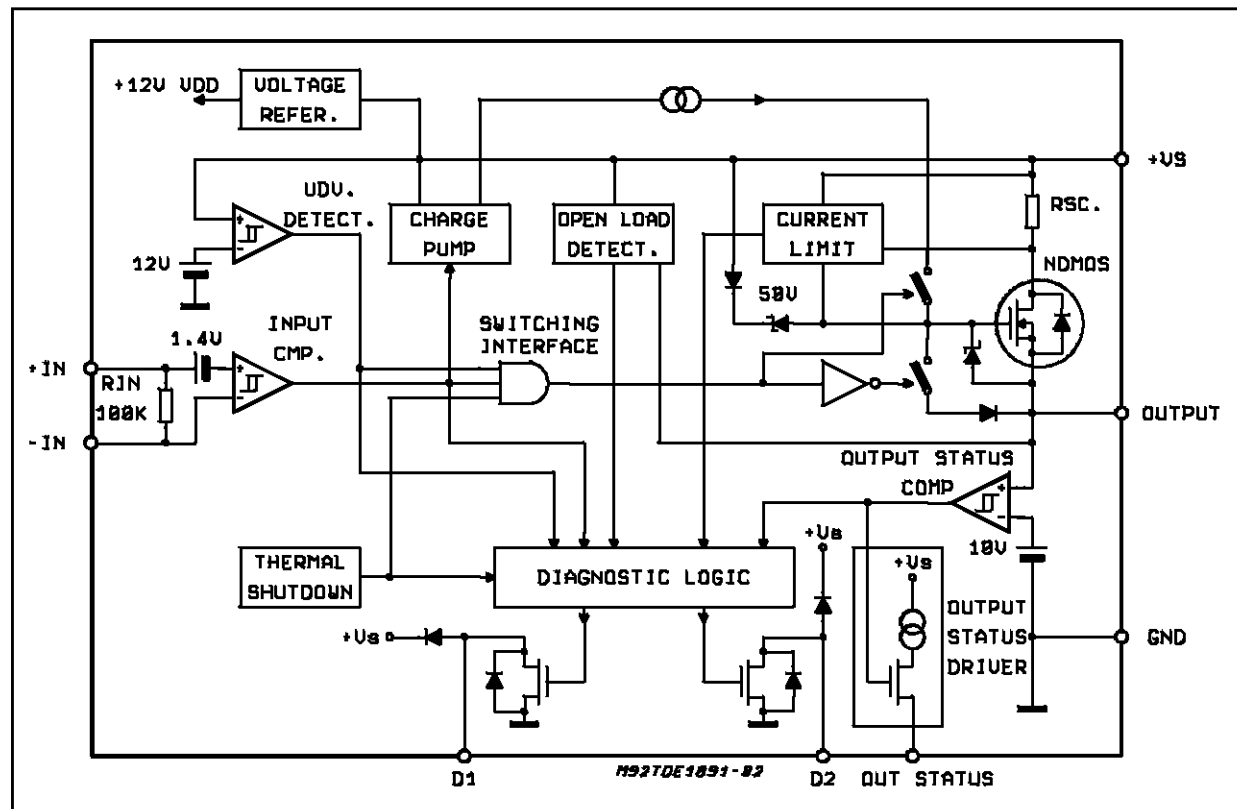 +12V VDD
VOLTAGE
REFER.
+VS
UDV.
DETECT.
CHARGE
PUMP
OPEN LOAD
DETECT.
CURRENT
LIMIT
RSC.
NDMOS
12V
50V
1.4V
INPUT
CMP.
SWITCHING
INTERFACE
+IN
RIN
100K
-IN
OUTPUT
OUTPUT STATUS
COMP
10V
THERMAL
SHUTDOWN
DIAGNOSTIC LOGIC
+Vs
+Vs
+Vs
OUTPUT
STATUS
DRIVER
GND
D1
M92TDE1891-02
D2
OUT STATUS